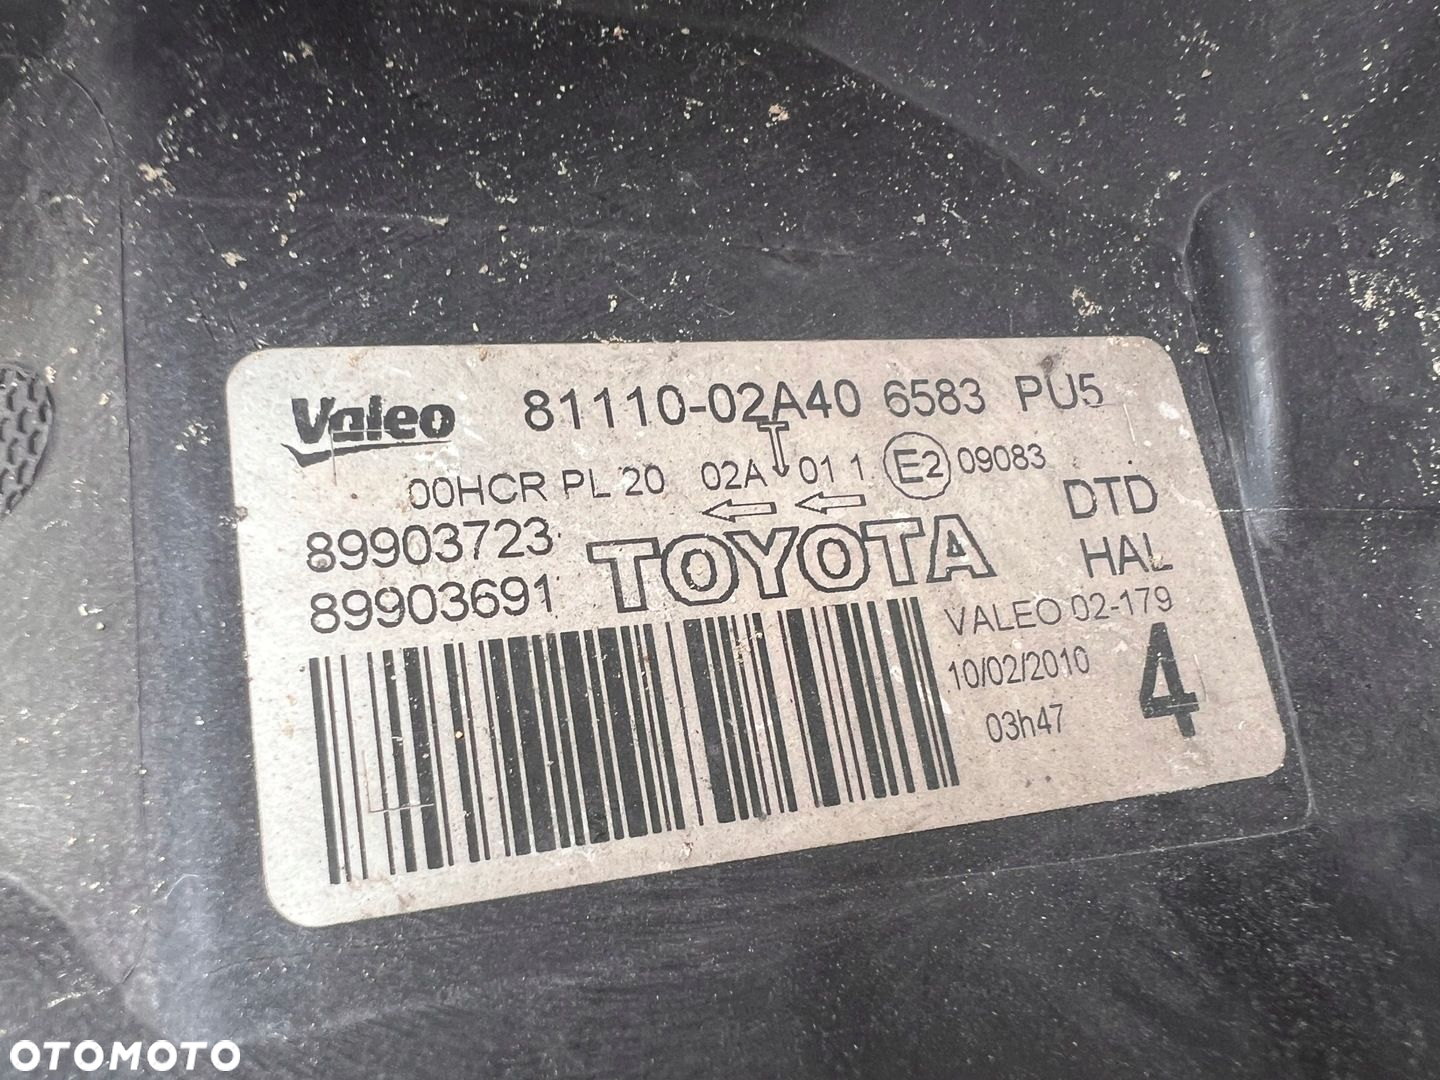 Valeo 81110-02A40 6583 PU5
00HCR PL 20 02A 01 1 E2 09083
89903723 TOYOTA DTD
89903691 HAL
VALEO 02-179
10/02/2010 4
03h47
OTOMOTO